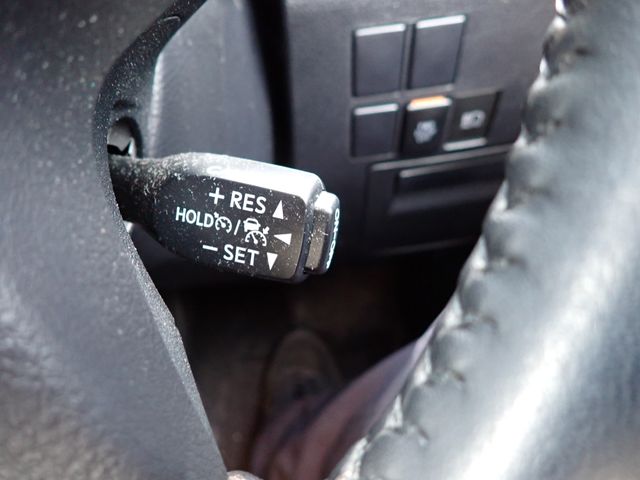 + RES
HOLD /
− SET